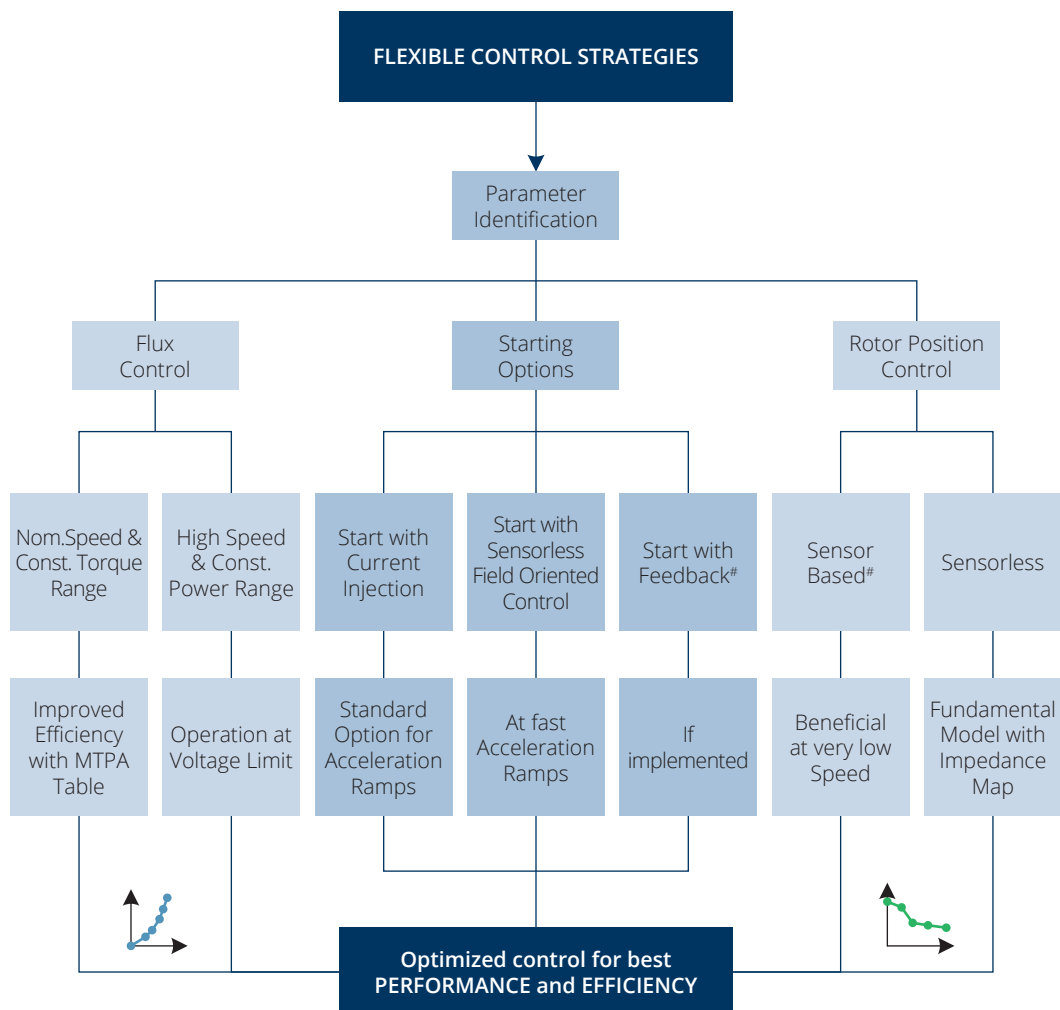 FLEXIBLE CONTROL STRATEGIES
Parameter
Identification
Flux
Control
Starting
Options
Rotor Position
Control
Nom.Speed &
Const. Torque
Range
High Speed
& Const.
Power Range
Start with
Current
Injection
Start with
Sensorless
Field Oriented
Control
Start with
Feedback#
Sensor
Based#
Sensorless
Improved
Efficiency
with MTPA
Table
Operation at
Voltage Limit
Standard
Option for
Acceleration
Ramps
At fast
Acceleration
Ramps
If
implemented
Beneficial
at very low
Speed
Fundamental
Model with
Impedance
Map
Optimized control for best
PERFORMANCE and EFFICIENCY